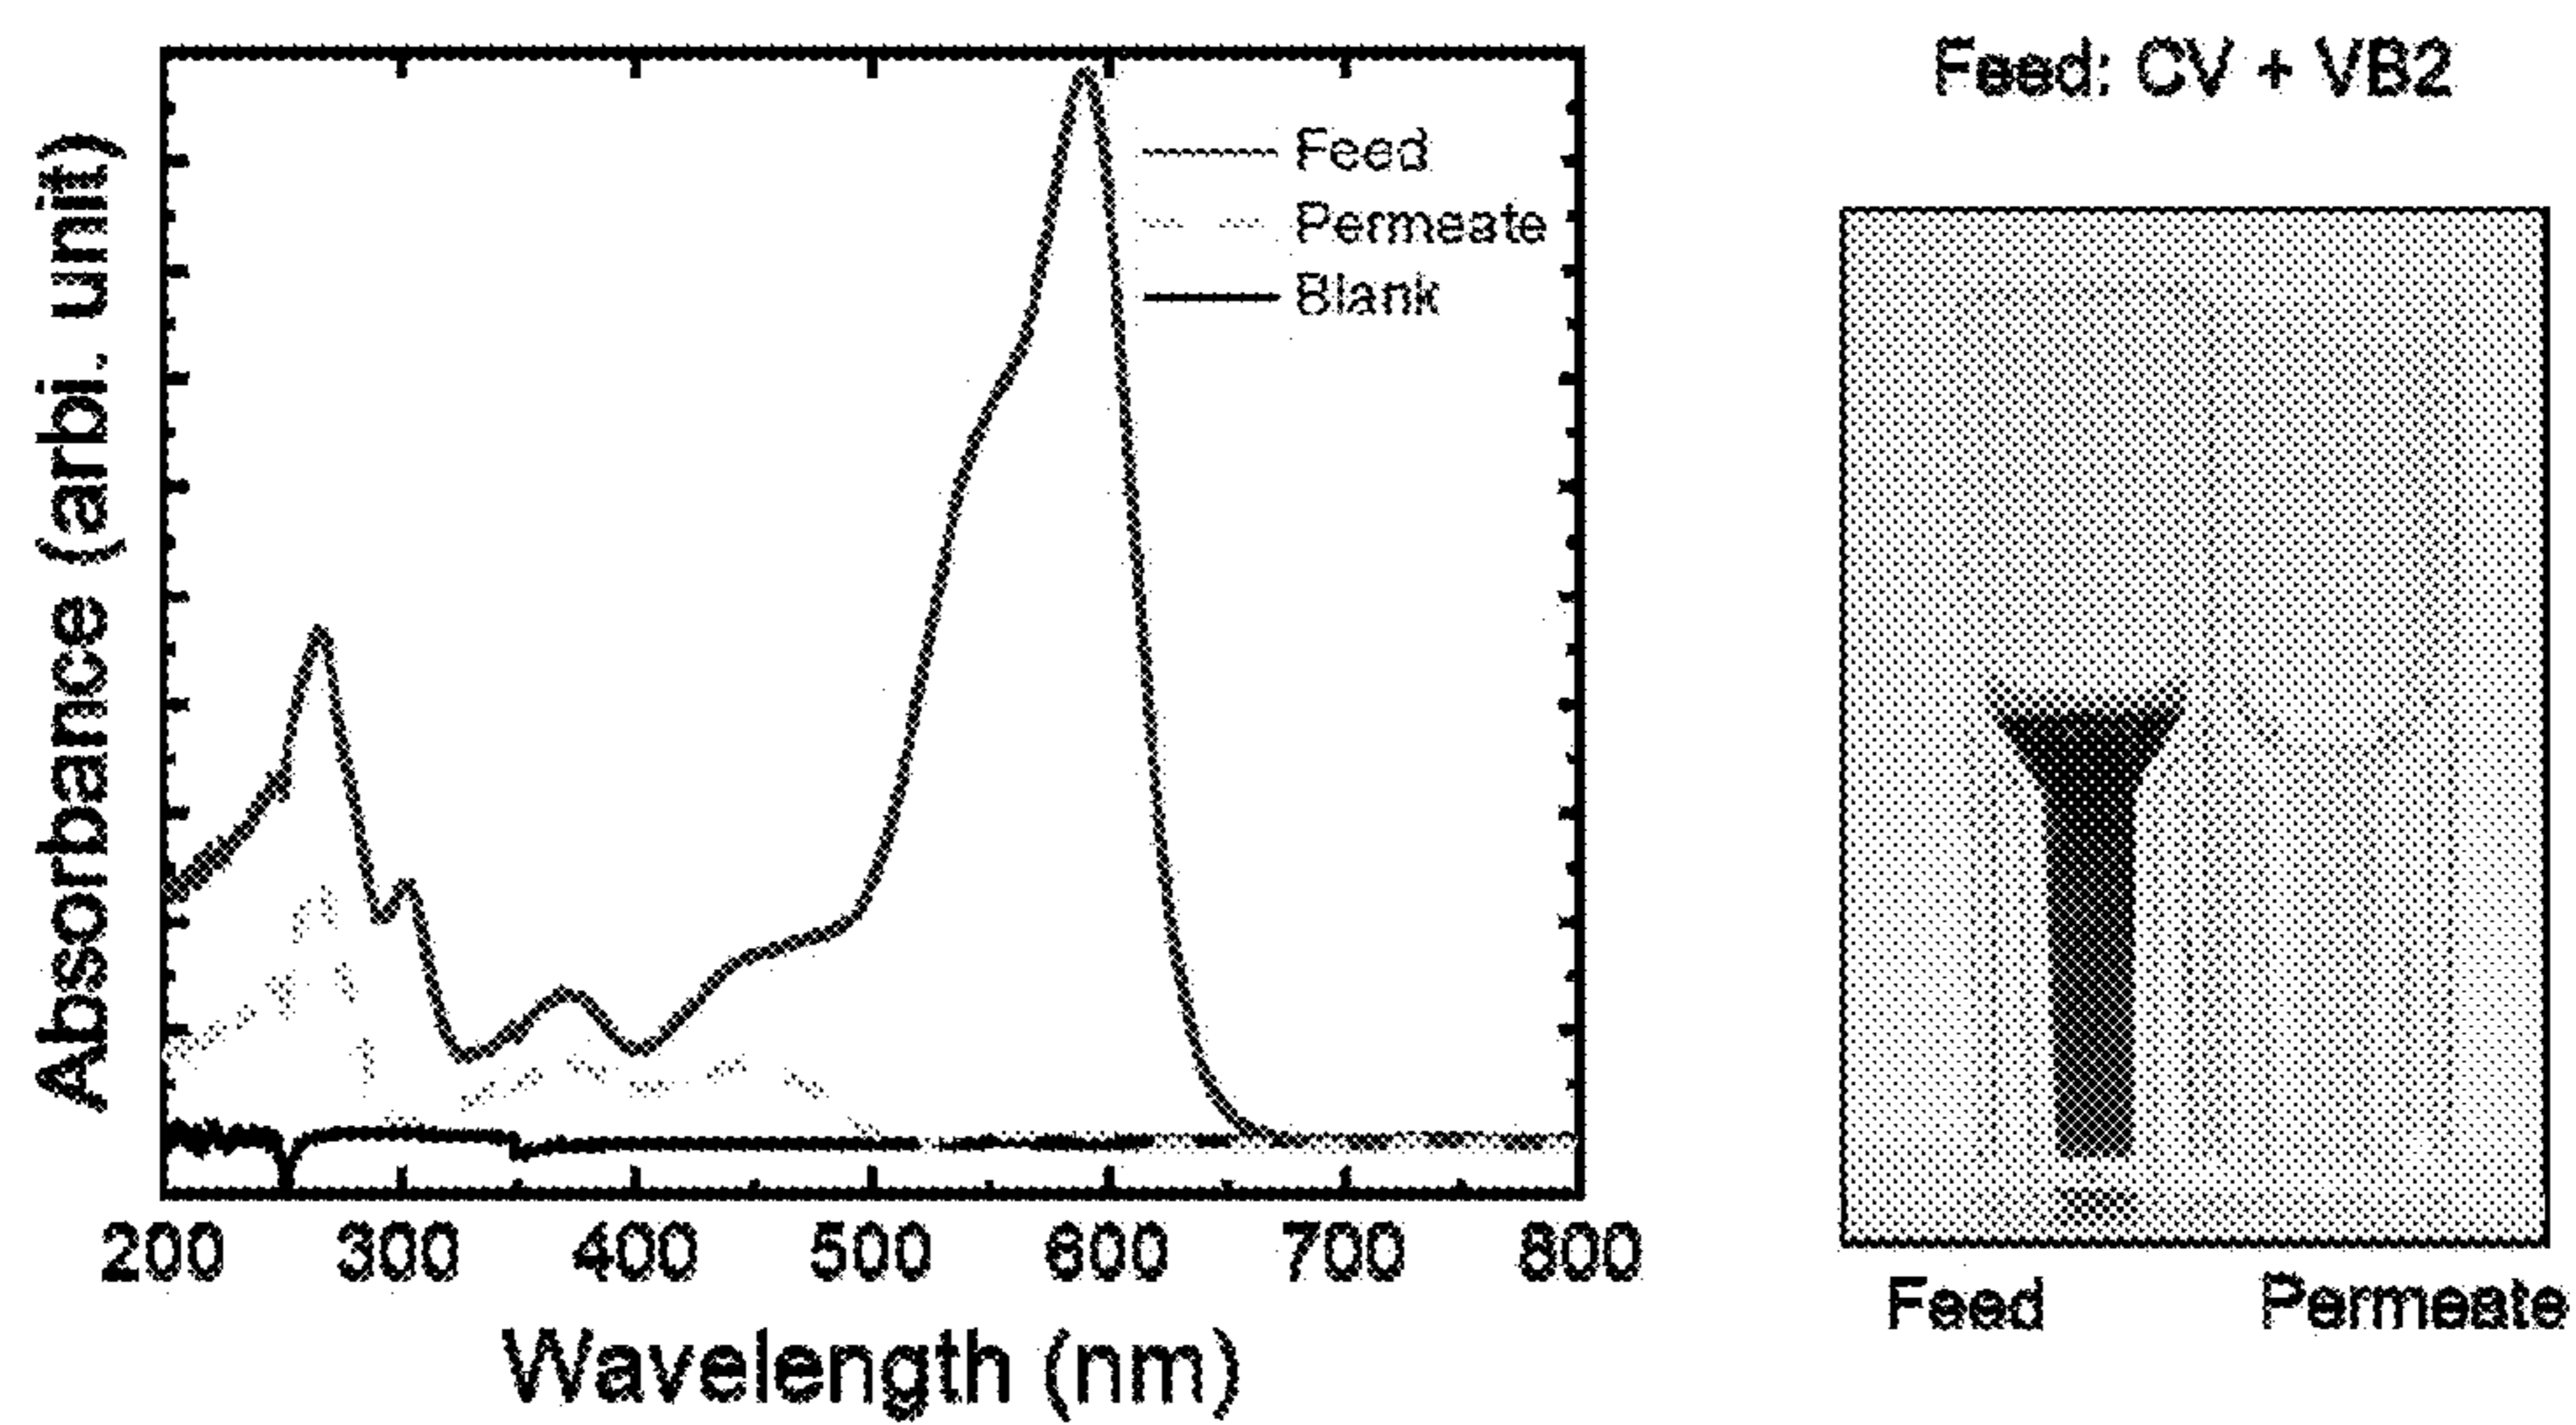 Absorbance (arbi. unit)
Feed
Permeate
Blank
200 300 400 500 600 700 800
Wavelength (nm)
Feed: CV + VB2
Feed Permeate